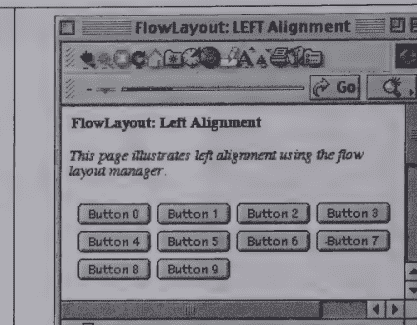 FlowLayout: LEFT Alignment
Go
FlowLayout: Left Alignment
This page illustrates left alignment using the flow
layout manager.
Button 0 Button 1 Button 2 Button 3
Button 4 Button 5 Button 6 Button 7
Button 8 Button 9